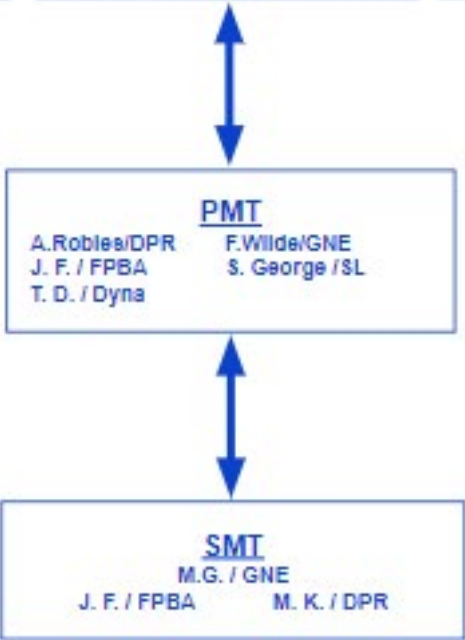 PMT
A.Robles/DPR F.Wilde/GNE
J. F. / FPBA S. George / SL
T. D. / Dyna
SMT
M.G. / GNE
J. F. / FPBA M. K. / DPR